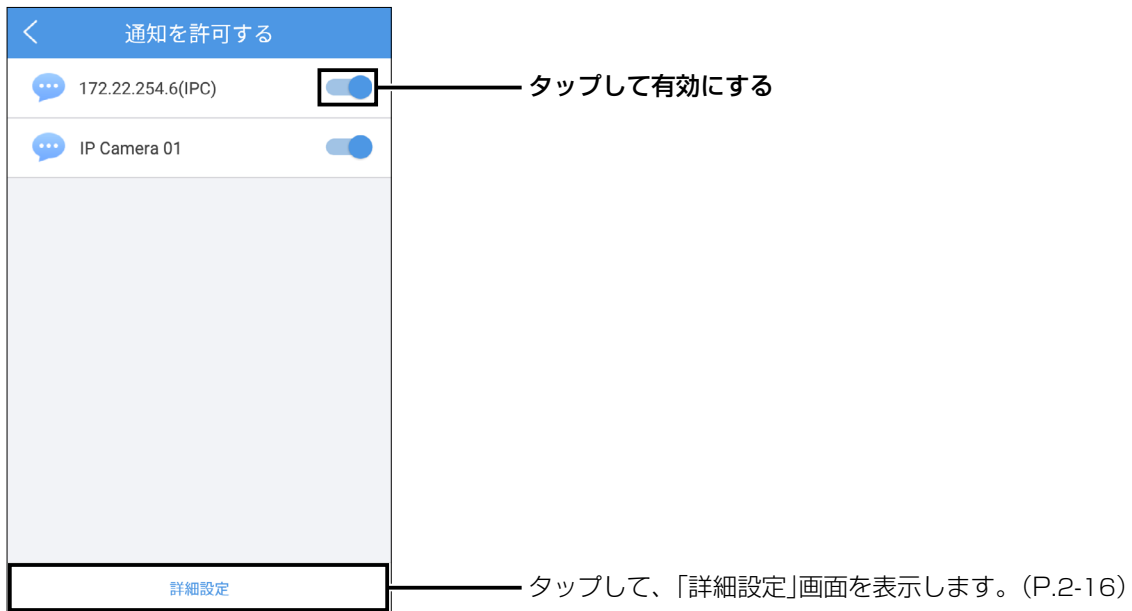 通知を許可する
172.22.254.6(IPC)
タップして有効にする
IP Camera 01
詳細設定
タップして、「詳細設定」画面を表示します。(P.2-16)